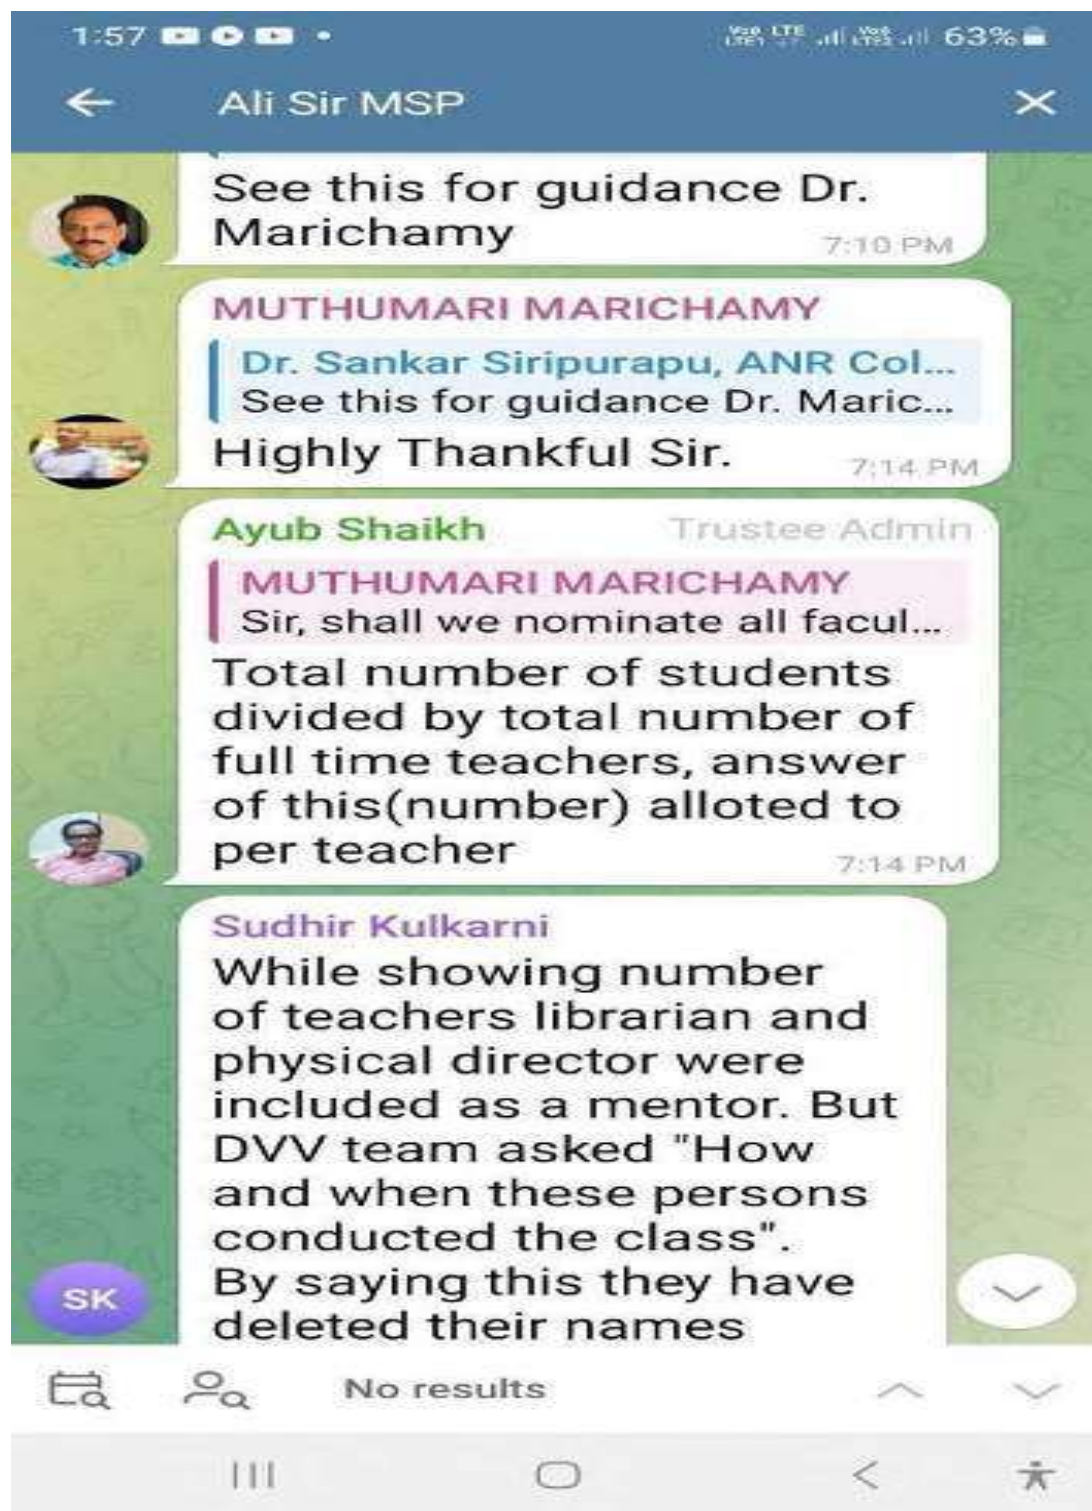 1:57
63%
Ali Sir MSP
See this for guidance Dr.
Marichamy
7:10 PM
MUTHUMARI MARICHAMY
Dr. Sankar Siripurapu, ANR Col...
See this for guidance Dr. Maric...
Highly Thankful Sir.
7:14 PM
Ayub Shaikh Trustee Admin
MUTHUMARI MARICHAMY
Sir, shall we nominate all facul...
Total number of students
divided by total number of
full time teachers, answer
of this(number) alloted to
per teacher
7:14 PM
Sudhir Kulkarni
While showing number
of teachers librarian and
physical director were
included as a mentor. But
DVV team asked "How
and when these persons
conducted the class".
By saying this they have
SK
deleted their names
No results